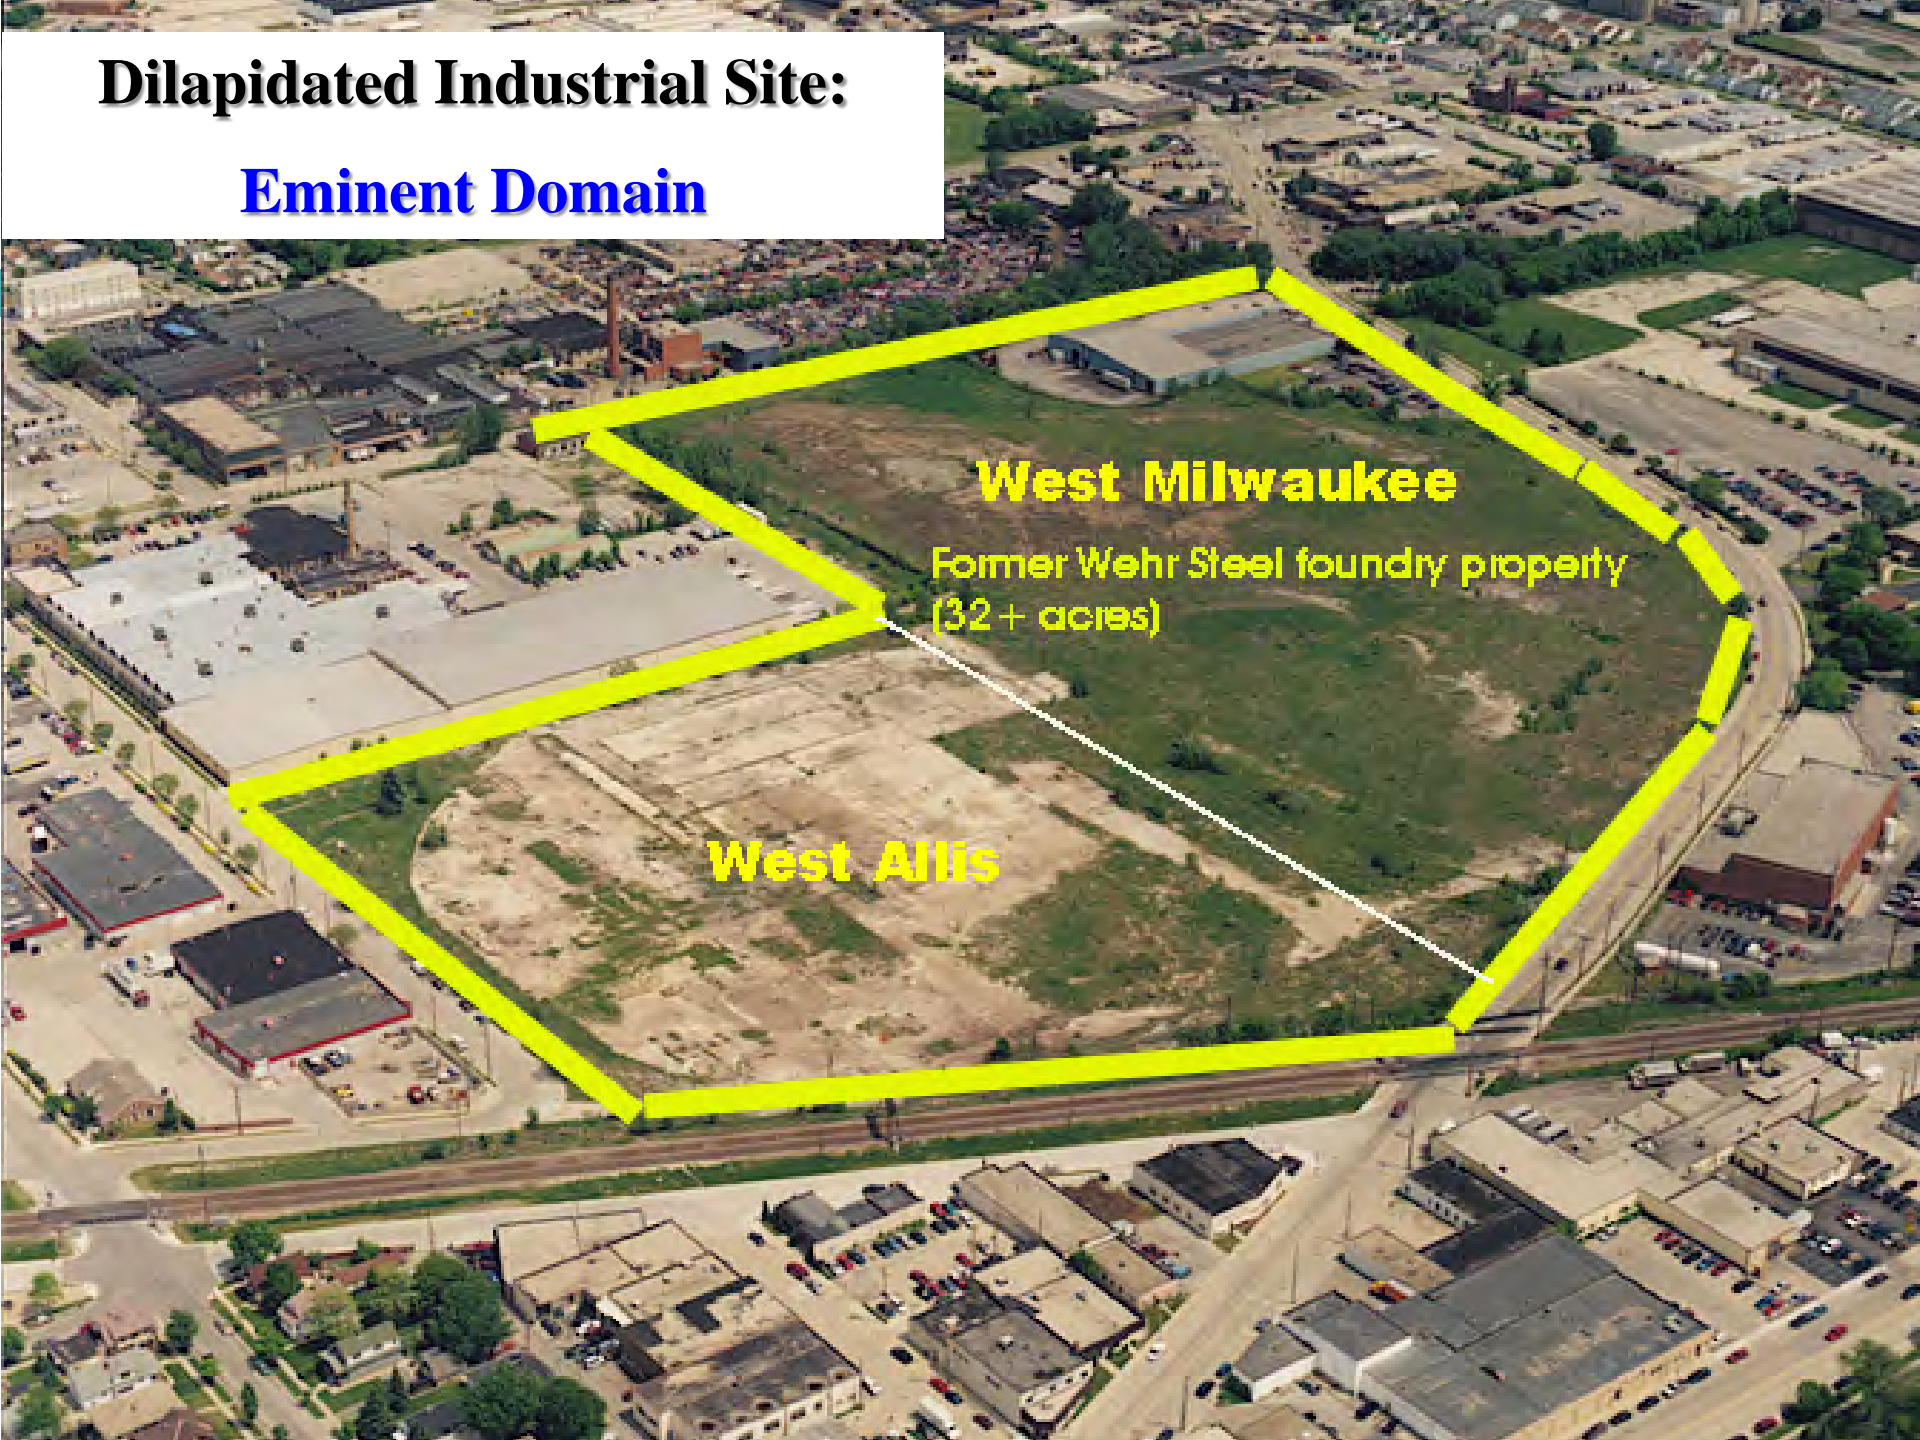 Dilapidated Industrial Site:
Eminent Domain
West Milwaukee
Former Wehr Steel foundry property
(32+ acres)
West Allis